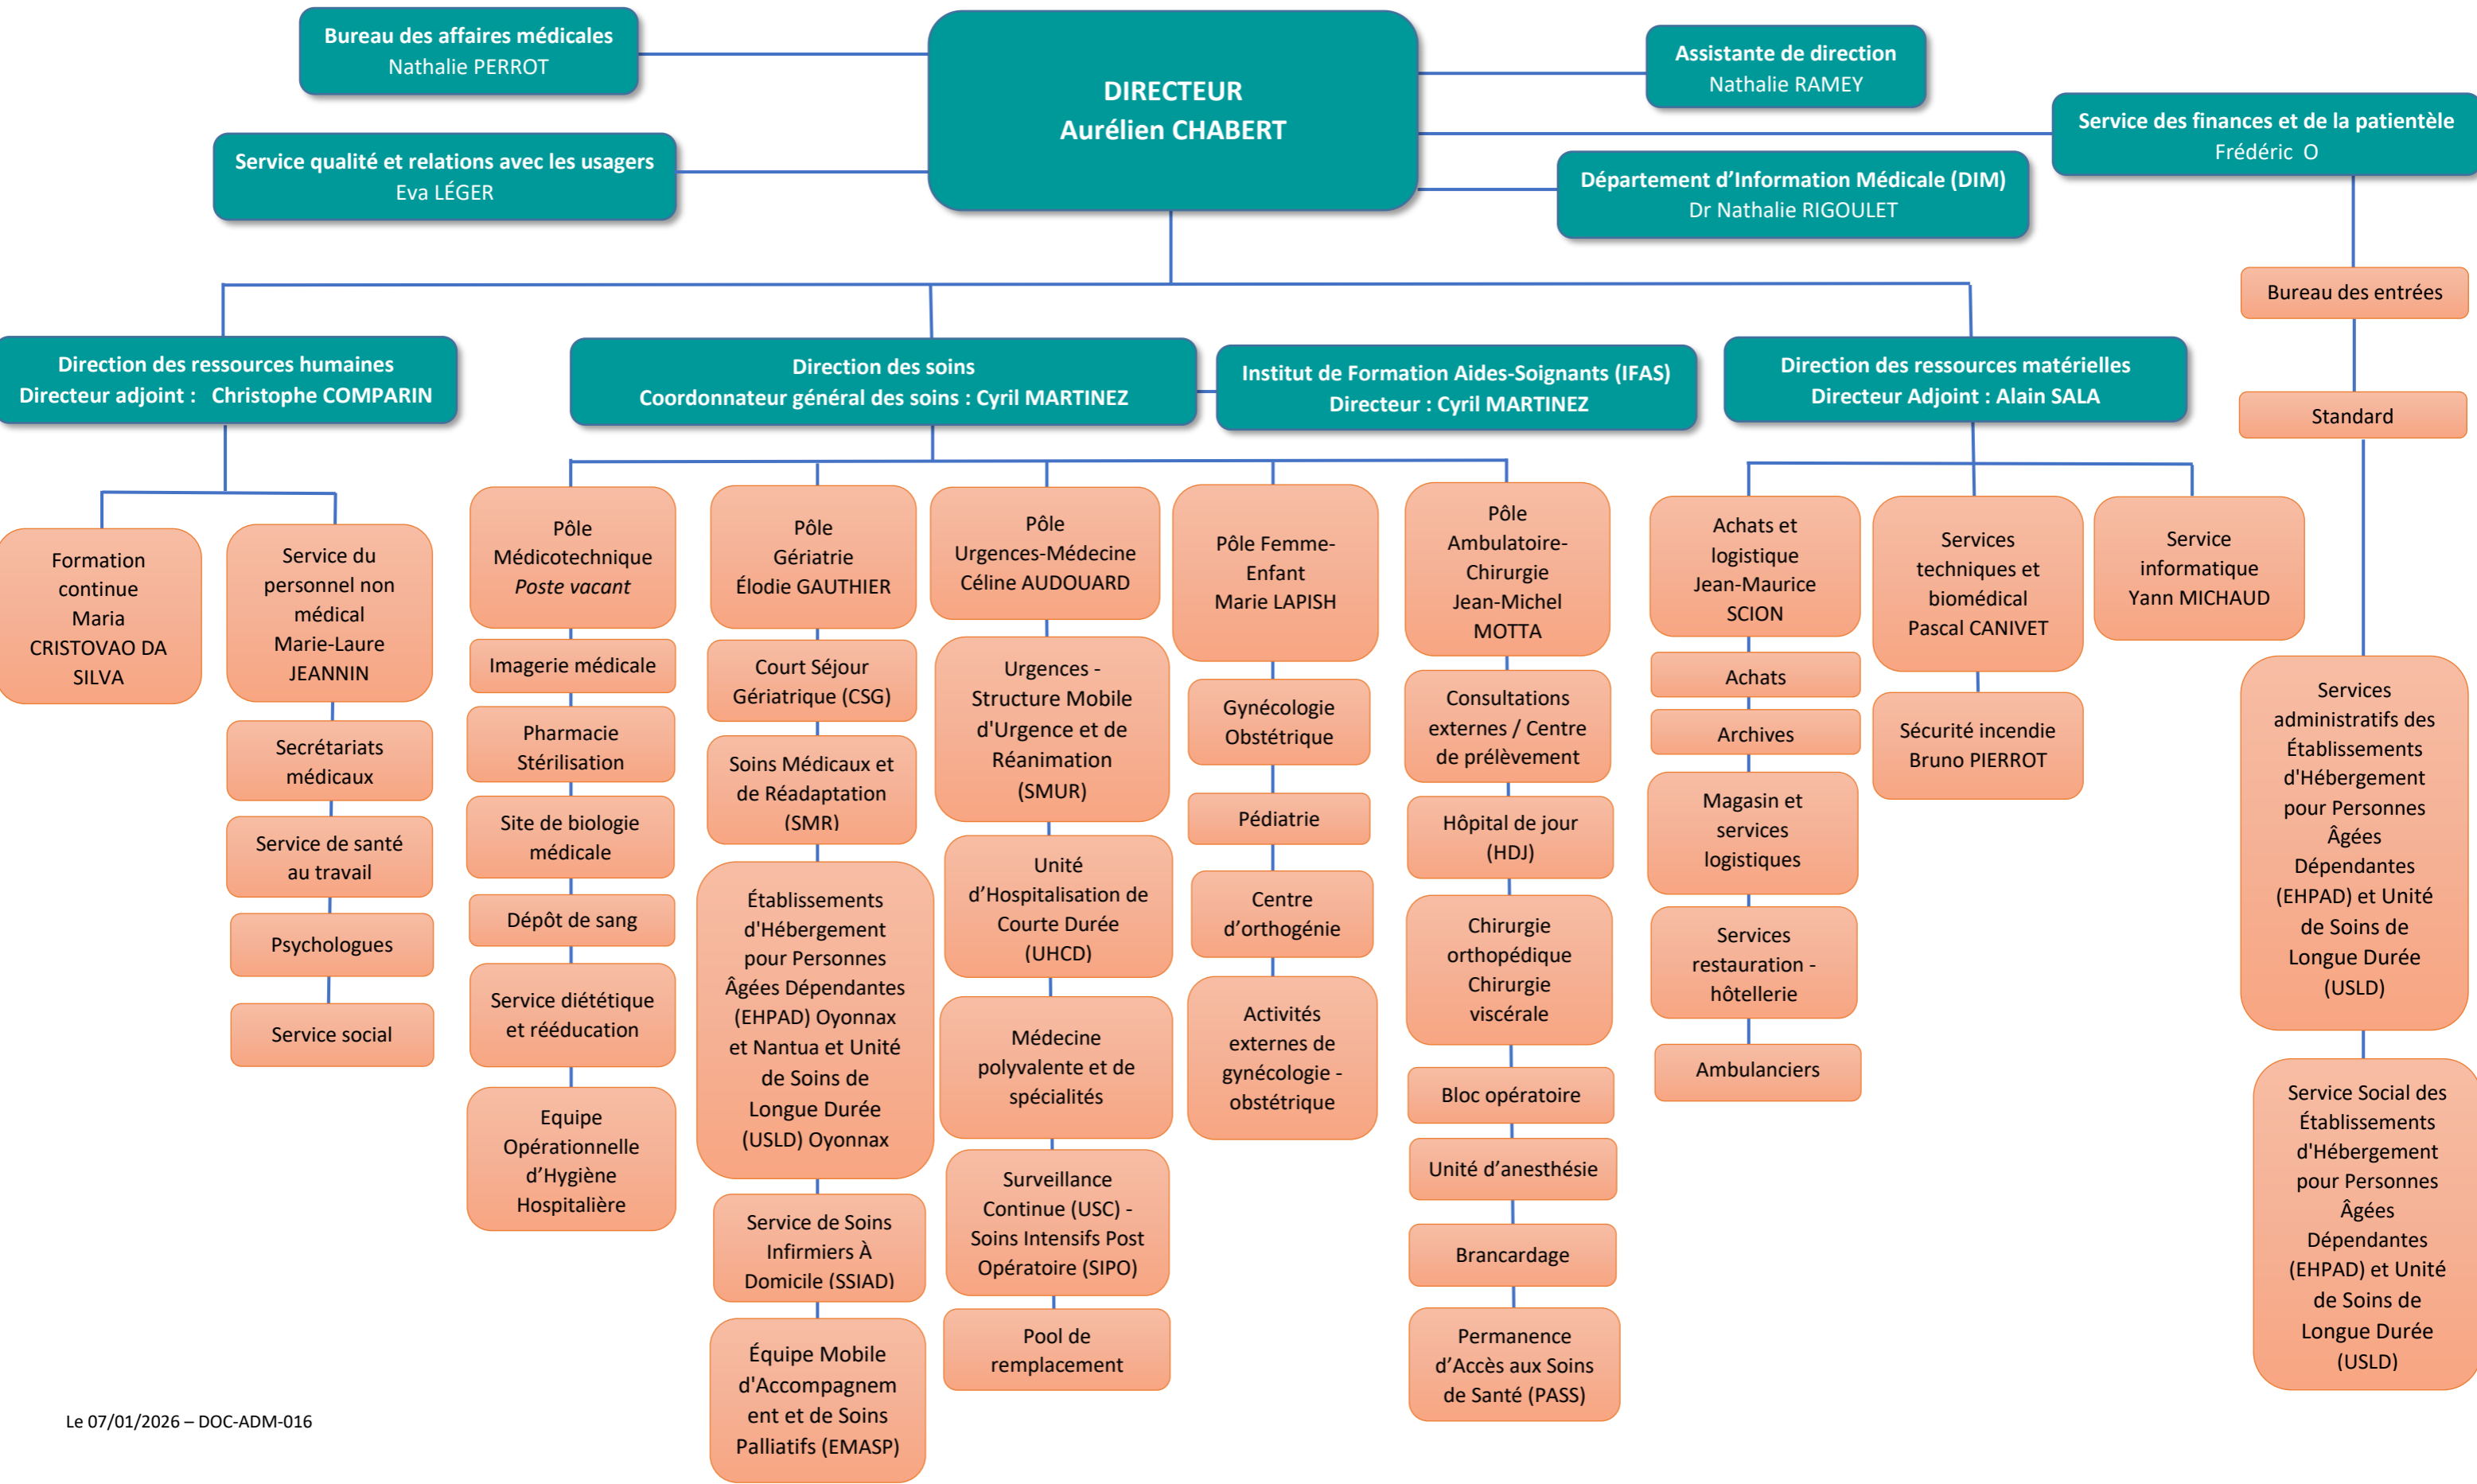 Bureau des affaires médicales
Nathalie PERROT
DIRECTEUR
Aurélien CHABERT
Assistante de direction
Nathalie RAMEY
Service des finances et de la patientèle
Frédéric O
Service qualité et relations avec les usagers
Eva LÉGER
Département d’Information Médicale (DIM)
Dr Nathalie RIGOULET
Direction des ressources humaines
Directeur adjoint : Christophe COMPARIN
Direction des soins
Coordonnateur général des soins : Cyril MARTINEZ
Institut de Formation Aides-Soignants (IFAS)
Directeur : Cyril MARTINEZ
Direction des ressources matérielles
Directeur Adjoint : Alain SALA
Formation
continue
Maria
CRISTOVAO DA
SILVA
Service du
personnel non
médical
Marie-Laure
JEANNIN
Secrétariats
médicaux
Service de santé
au travail
Psychologues
Service social
Pôle
Médicotechnique
Poste vacant
Imagerie médicale
Pharmacie
Stérilisation
Site de biologie
médicale
Dépôt de sang
Service diététique
et rééducation
Equipe
Opérationnelle
d’Hygiène
Hospitalière
Pôle
Gériatrie
Élodie GAUTHIER
Court Séjour
Gériatrique (CSG)
Soins Médicaux et
de Réadaptation
(SMR)
Établissements
d'Hébergement
pour Personnes
Âgées Dépendantes
(EHPAD) Oyonnax
et Nantua et Unité
de Soins de
Longue Durée
(USLD) Oyonnax
Service de Soins
Infirmiers À
Domicile (SSIAD)
Équipe Mobile
d'Accompagnem
ent et de Soins
Palliatifs (EMASP)
Pôle
Urgences-Médecine
Céline AUDOUARD
Urgences -
Structure Mobile
d'Urgence et de
Réanimation
(SMUR)
Unité
d’Hospitalisation de
Courte Durée
(UHCD)
Médecine
polyvalente et de
spécialités
Surveillance
Continue (USC) -
Soins Intensifs Post
Opératoire (SIPO)
Pool de
remplacement
Pôle Femme-
Enfant
Marie LAPISH
Gynécologie
Obstétrique
Pédiatrie
Centre
d’orthogénie
Activités
externes de
gynécologie -
obstétrique
Pôle
Ambulatoire-
Chirurgie
Jean-Michel
MOTTA
Consultations
externes / Centre
de prélèvement
Hôpital de jour
(HDJ)
Chirurgie
orthopédique
Chirurgie
viscérale
Bloc opératoire
Unité d’anesthésie
Brancardage
Permanence
d’Accès aux Soins
de Santé (PASS)
Achats et
logistique
Jean-Maurice
SCION
Achats
Archives
Magasin et
services
logistiques
Services
restauration -
hôtellerie
Ambulanciers
Services
techniques et
biomédical
Pascal CANIVET
Sécurité incendie
Bruno PIERROT
Service
informatique
Yann MICHAUD
Bureau des entrées
Standard
Services
administratifs des
Établissements
d'Hébergement
pour Personnes
Âgées
Dépendantes
(EHPAD) et Unité
de Soins de
Longue Durée
(USLD)
Service Social des
Établissements
d'Hébergement
pour Personnes
Âgées
Dépendantes
(EHPAD) et Unité
de Soins de
Longue Durée
(USLD)
Le 07/01/2026 – DOC-ADM-016